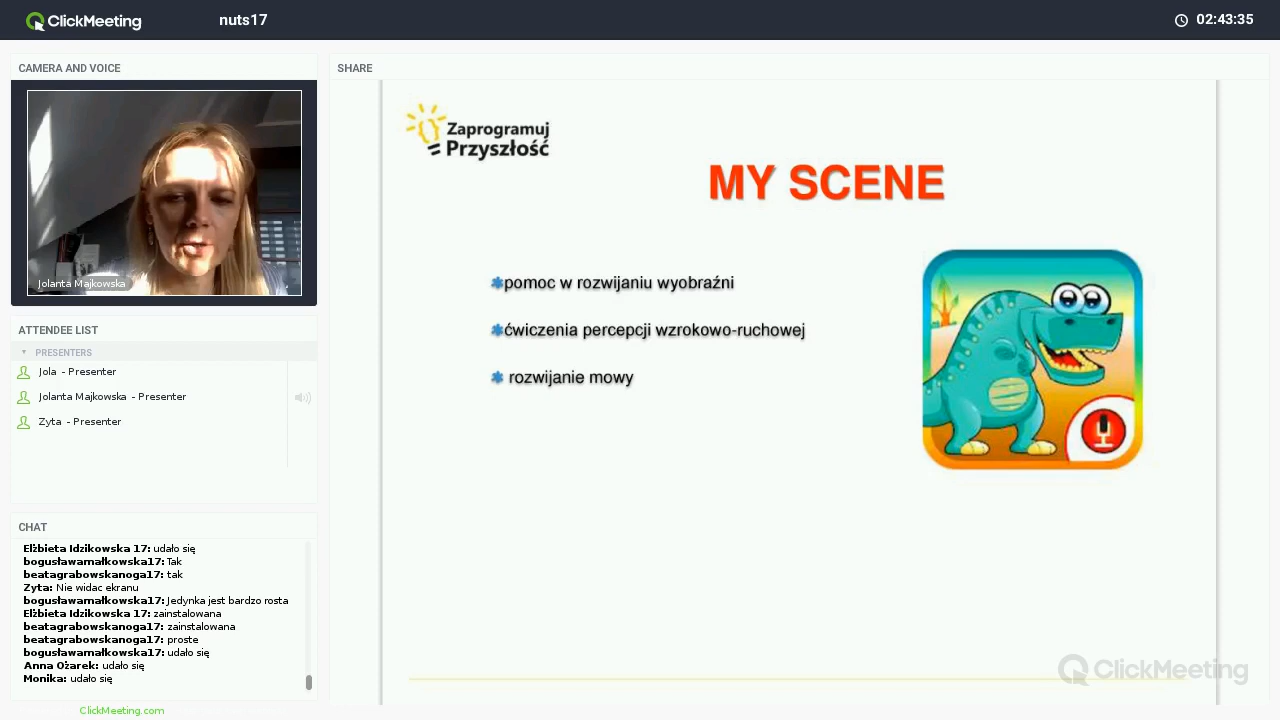 ClickMeeting
nuts17
02:43:35
CAMERA AND VOICE
Jolanta Majkowska
ATTENDEE LIST
PRESENTERS
Jola - Presenter
Jolanta Majkowska - Presenter
Zyta - Presenter
CHAT
Elżbieta Idzikowska 17: udało się
bogusławamałkowska17: Tak
beatagrabowskanoga17: tak
Zyta: Nie widac ekranu
bogusławamałkowska17: Jedynka jest bardzo rosta
Elżbieta Idzikowska 17: zainstalowana
beatagrabowskanoga17: zainstalowana
beatagrabowskanoga17: proste
bogusławamałkowska17: udało się
Anna Ożarek: udało się
Monika: udało się
ClickMeeting.com
SHARE
Zaprogramuj
Przyszłość
MY SCENE
*pomoc w rozwijaniu wyobraźni
*ćwiczenia percepcji wzrokowo-ruchowej
* rozwijanie mowy
ClickMeeting